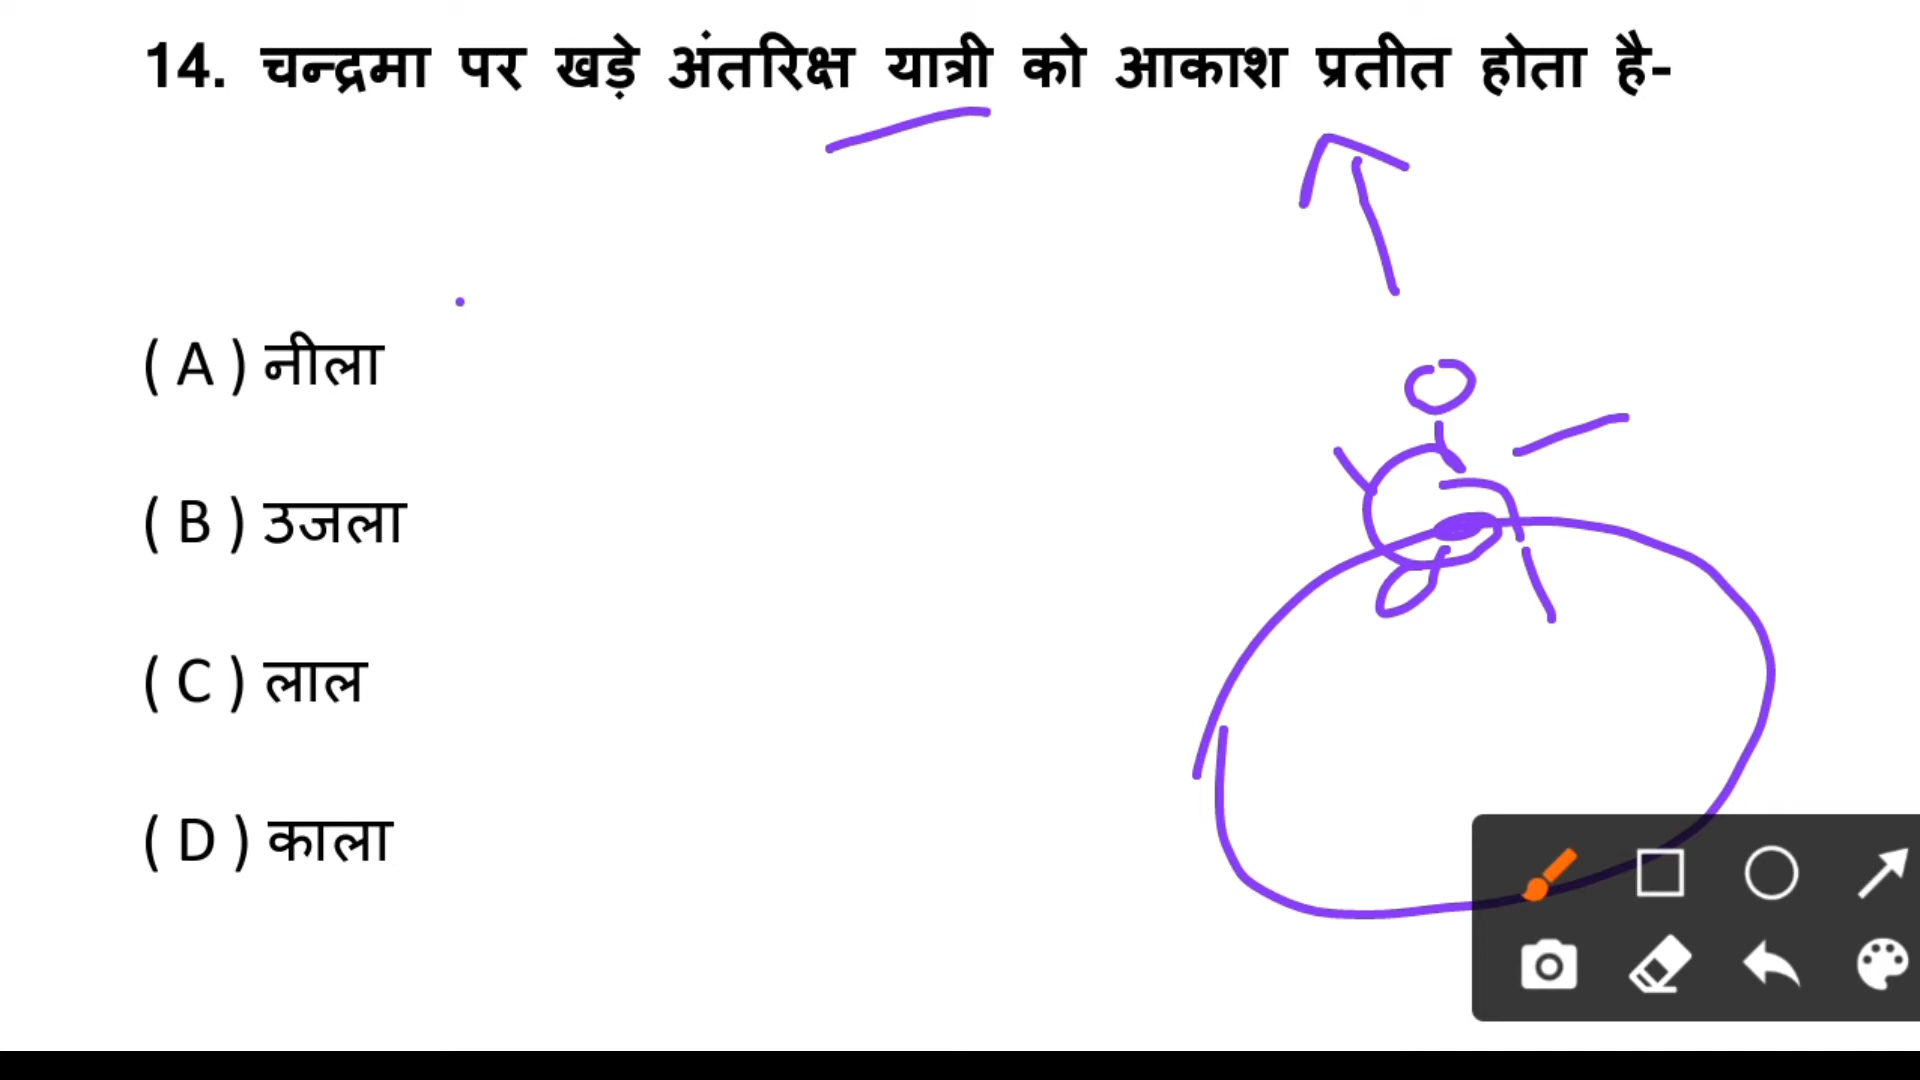 14. चन्द्रमा पर खड़े अंतरिक्ष यात्री को आकाश प्रतीत होता है-
( A ) नीला
( B ) उजला
( C ) लाल
( D ) काला